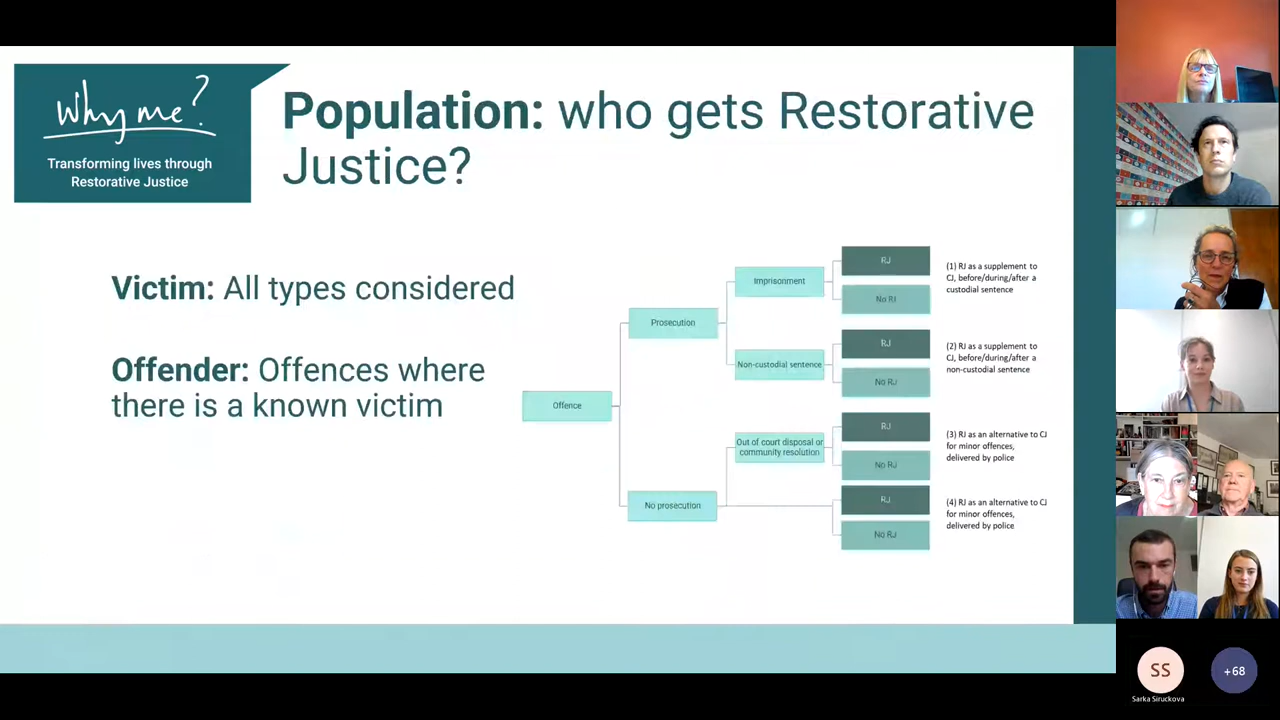 Why me?
Transforming lives through
Restorative Justice
Population: who gets Restorative
Justice?
Victim: All types considered
Offender: Offences where
there is a known victim
Offence
Prosecution
No prosecution
Imprisonment
Non-custodial sentence
Out of court disposal or
community resolution
RJ
No RJ
RJ
No RJ
RJ
No RJ
RJ
No RJ
(1) RJ as a supplement to
CJ, before/during/after a
custodial sentence
(2) RJ as a supplement to
CJ, before/during/after a
non-custodial sentence
(3) RJ as an alternative to CJ
for minor offences,
delivered by police
(4) RJ as an alternative to CJ
for minor offences,
delivered by police
SS
Sarka Siruckova
+68